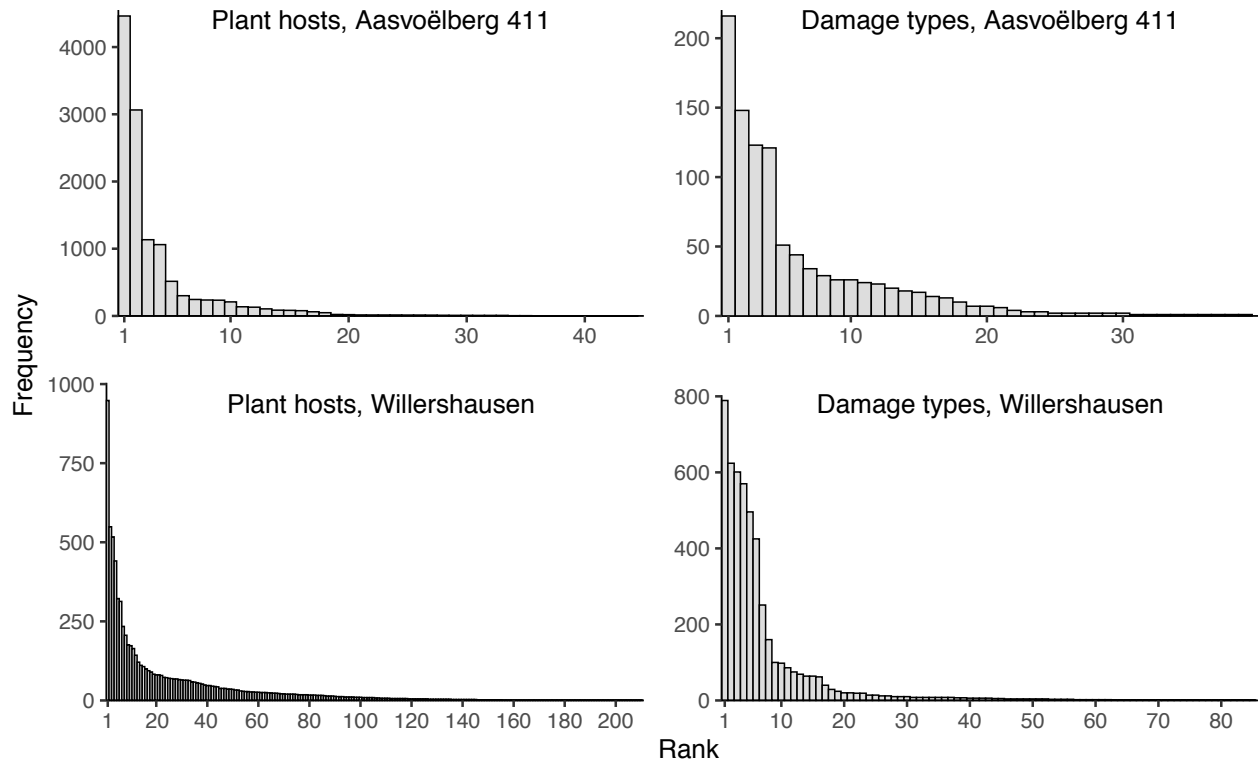 Plant hosts, Aasvoëlberg 411
4000
3000
2000
1000
0
1 10 20 30 40
Damage types, Aasvoëlberg 411
200
150
100
50
0
1 10 20 30
Frequency
Plant hosts, Willershausen
1000
750
500
250
0
1 20 40 60 80 100 120 140 160 180 200
Damage types, Willershausen
800
600
400
200
0
1 10 20 30 40 50 60 70 80
Rank